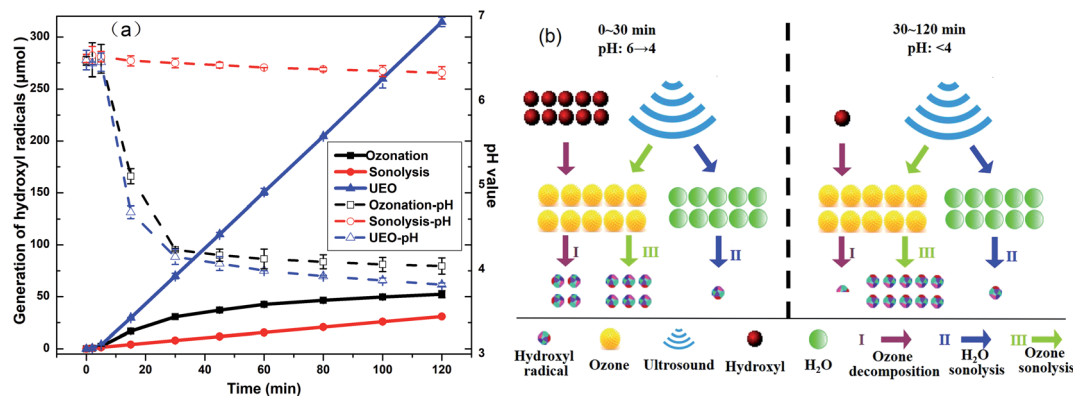 (a)
Generation of hydroxyl radicals (μmol)
300
250
200
150
100
50
0
7
6
5
4
3
pH value
Ozonation
Sonolysis
UEO
Ozonation-pH
Sonolysis-pH
UEO-pH
0 20 40 60 80 100 120
Time (min)
(b)
0~30 min
pH: 6→4
30~120 min
pH: <4
I III II
I III II
Hydroxyl
radical
Ozone
Ultrasound
Hydroxyl
H2O
I
Ozone
decomposition
II
H2O
sonolysis
III
Ozone
sonolysis